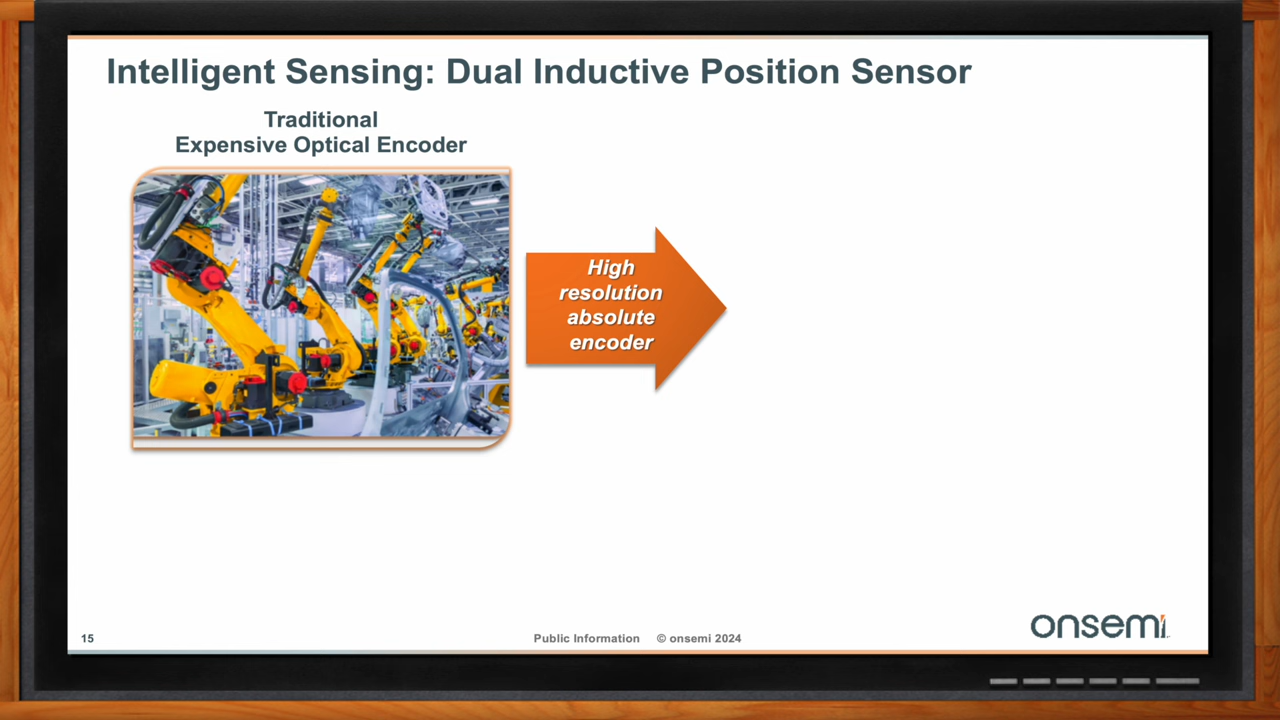 Intelligent Sensing: Dual Inductive Position Sensor
Traditional
Expensive Optical Encoder
High
resolution
absolute
encoder
15
Public Information © onsemi 2024
onsemi